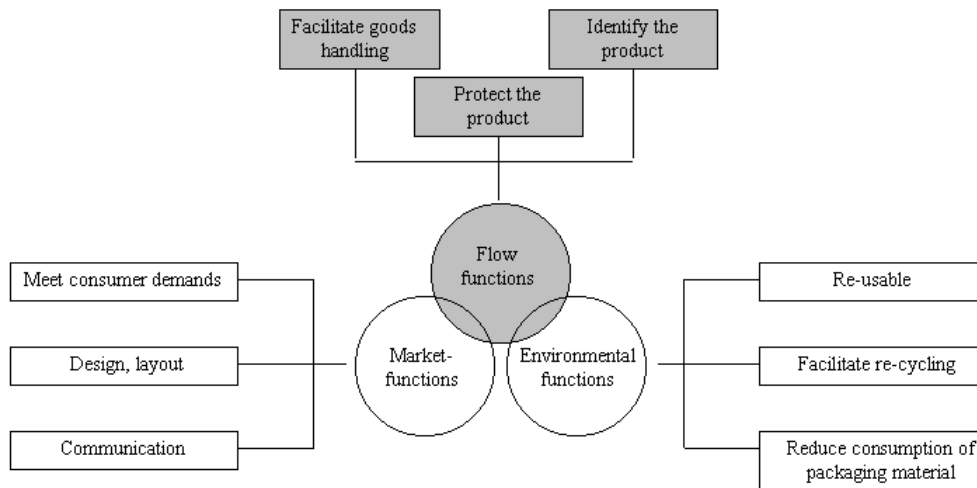 Facilitate goods
handling
Identify the
product
Protect the
product
Flow
functions
Meet consumer demands
Design, layout
Communication
Market-
functions
Environmental
functions
Re-usable
Facilitate re-cycling
Reduce consumption of
packaging material